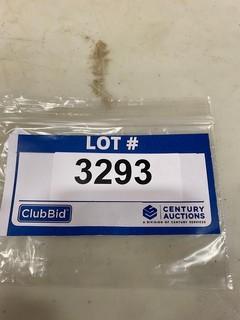 LOT #
3293
ClubBid
CENTURY
AUCTIONS
A DIVISION OF CENTURY SERVICES